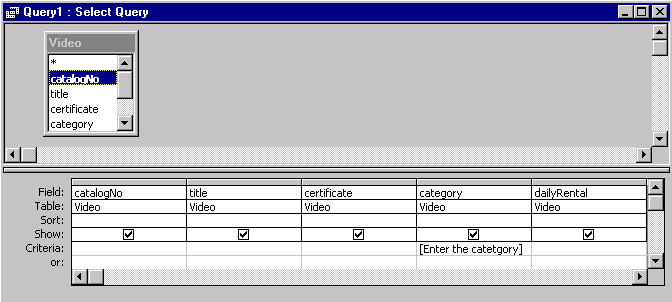 Query1 : Select Query
Video
*
catalogNo
title
certificate
category
Field: catalogNo title certificate category dailyRental
Table: Video Video Video Video Video
Sort:
Show:
Criteria: [Enter the catetgory]
or: